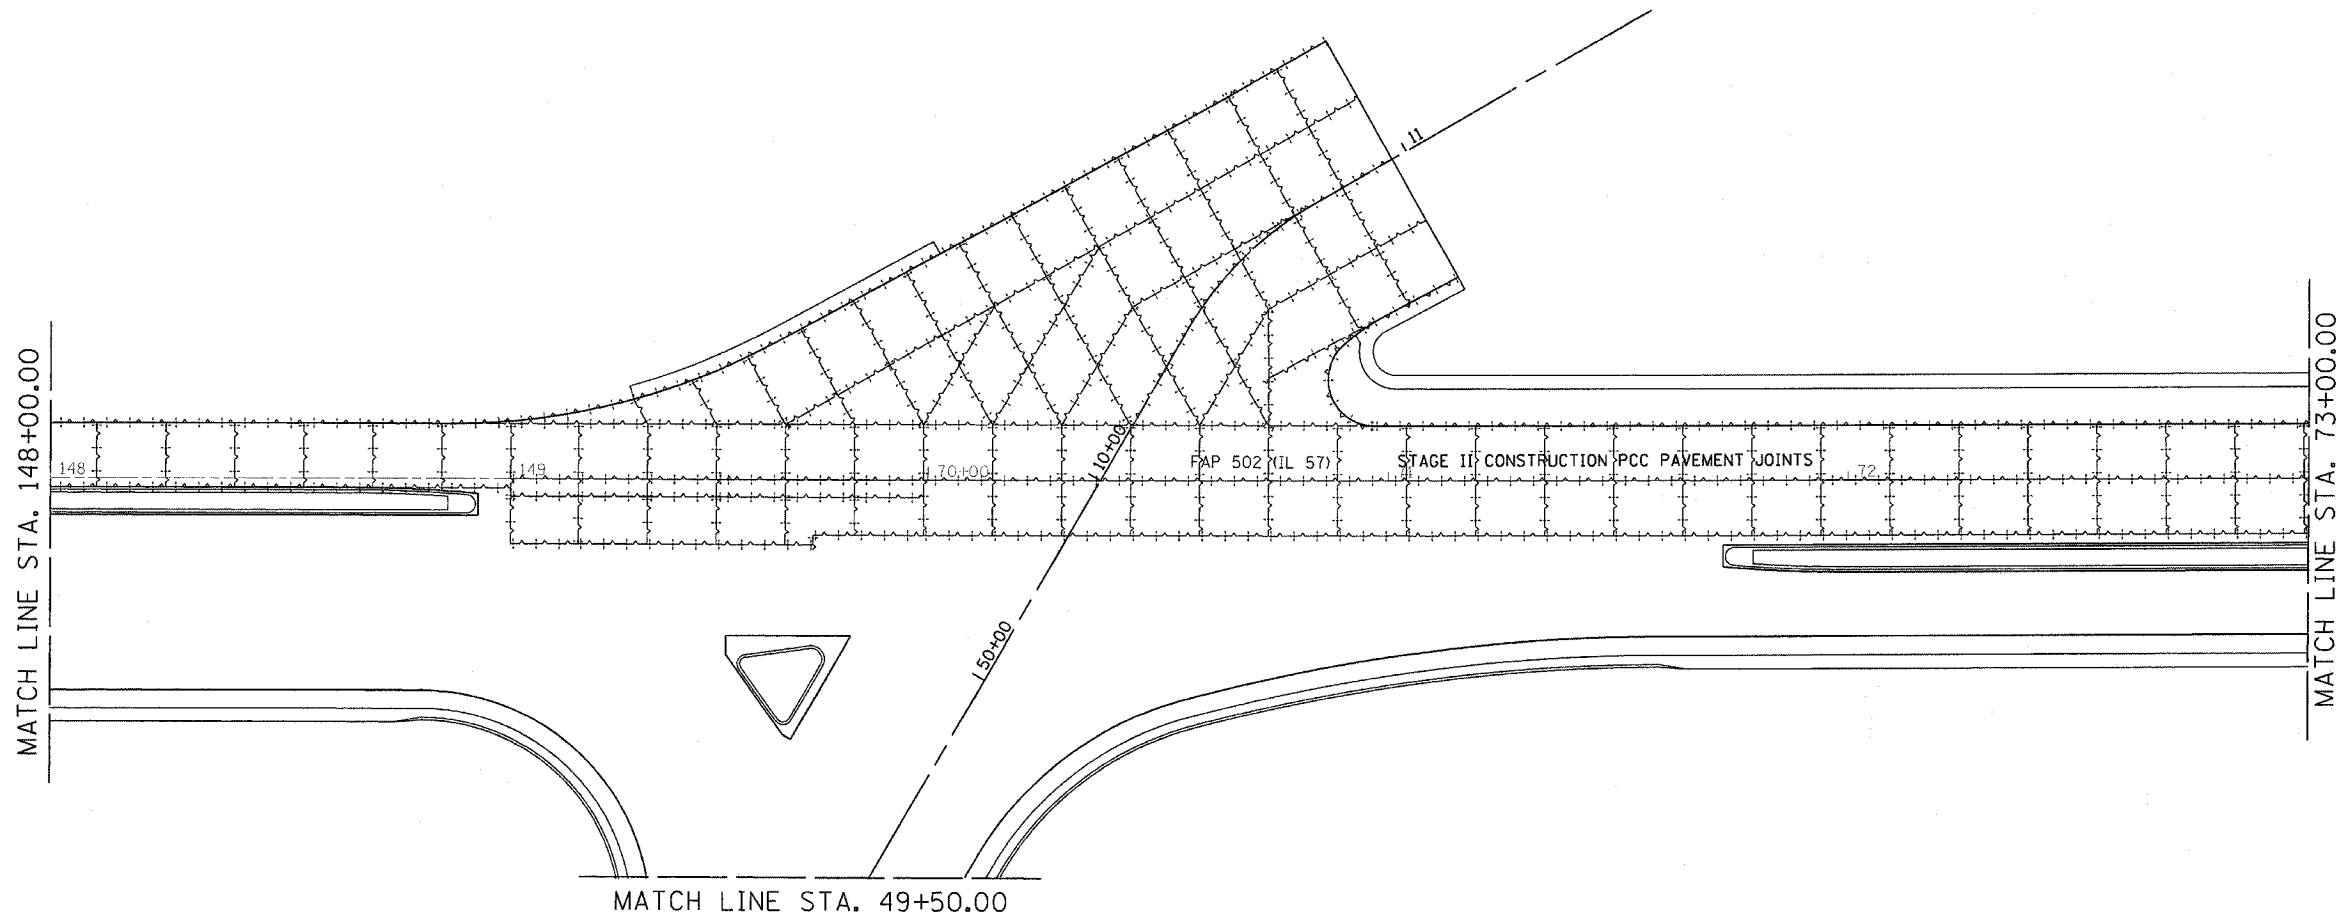 11
MATCH LINE STA. 148+00.00
MATCH LINE STA. 73+00.00
148
149
70+00
10+00
FAP 502 (IL 57)
STAGE II CONSTRUCTION PCC PAVEMENT JOINTS
72
50+00
MATCH LINE STA. 49+50.00